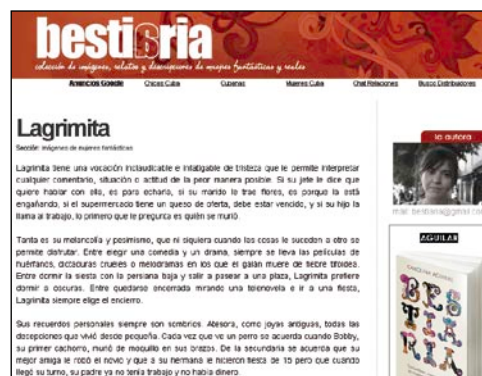 bestiaria
colección de imágenes, relatos y descripciones de mujeres fantásticas y reales
Anuncios Google Chicas Cuba Cubanas Mujeres Cuba Chat Relaciones Busco Distribuidores
Lagrimita
Sección: imágenes de mujeres fantásticas
Lagrimita tiene una vocación inclaudicable e infatigable de tristeza que le permite interpretar
cualquier comentario, situación o actitud de la peor manera posible. Si su jefe le dice que
quiere hablar con ella, es para echarla, si su marido le trae flores, es porque la está
engañando, si el supermercado tiene un queso de oferta, debe estar vencido, y si su hijo la
llama al trabajo, lo primero que le pregunta es quién se murió.
Tanta es su melancolía y pesimismo, que ni siquiera cuando las cosas le suceden a otro se
permite disfrutar. Entre elegir una comedia y un drama, siempre se lleva las películas de
huérfanos, dictaduras crueles o melodramas en los que el galán muere de fiebre tifoidea.
Entre dormir la siesta con la persiana baja y salir a pasear a una plaza, Lagrimita prefiere
dormir a oscuras. Entre quedarse encerrada mirando una telenovela e ir a una fiesta,
Lagrimita siempre elige el encierro.
Sus recuerdos personales siempre son sombríos. Atesora, como joyas antiguas, todas las
decepciones que vivió desde pequeña. Cada vez que ve un perro se acuerda cuando Bobby,
su primer cachorro, murió de moquillo en sus brazos. De la secundaria se acuerda que su
mejor amiga le robó el novio y que a su hermana le hicieron fiesta de 15 pero que cuando
llegó su turno, su padre ya no tenía trabajo y no había dinero.
la autora
mail: bestiaria@gmail.co
AGUILAR
CAROLINA AGUIRRE
BES
TIA
RIA